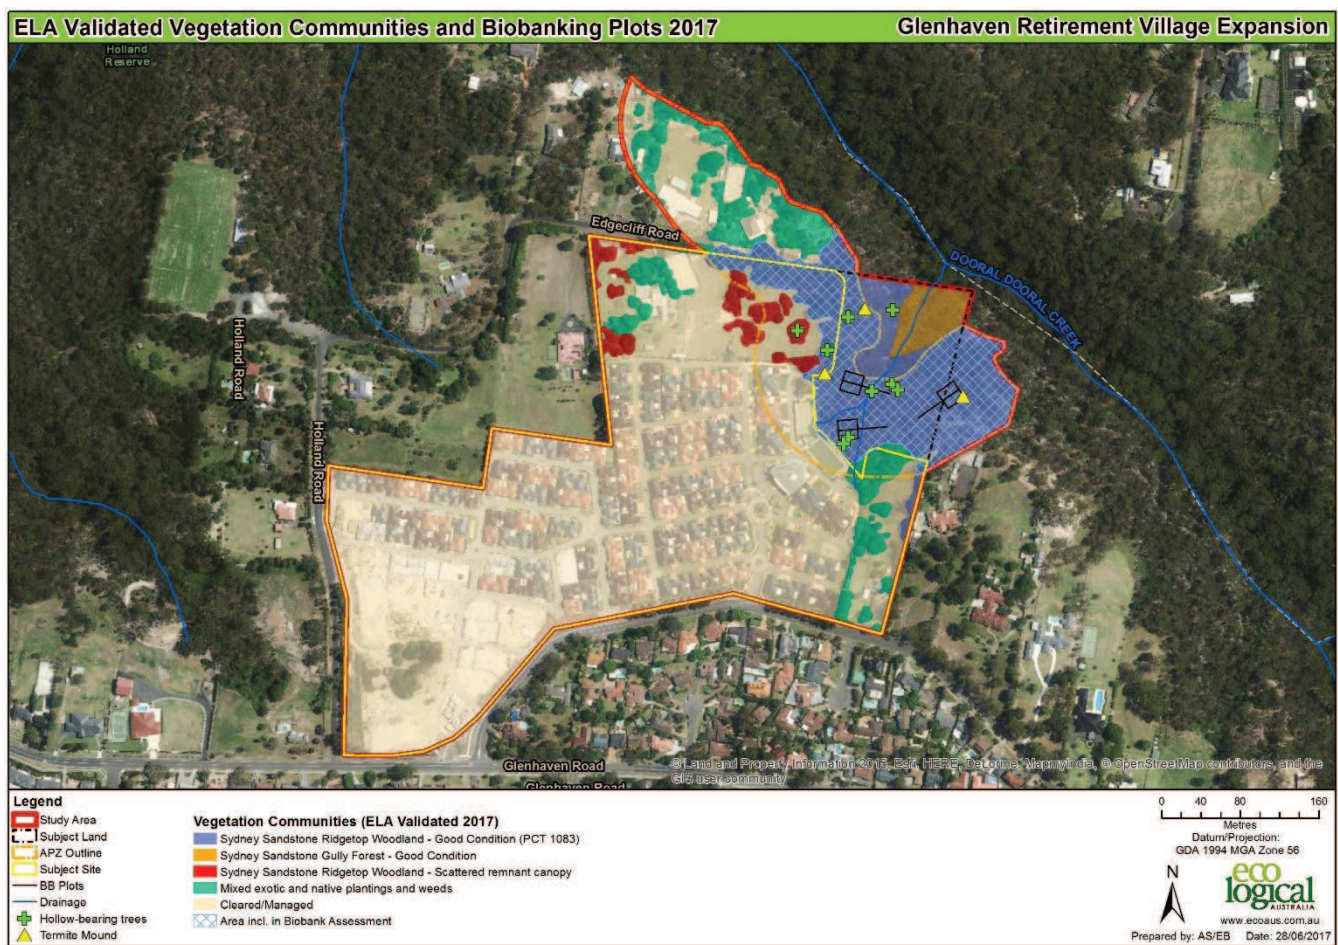 ELA Validated Vegetation Communities and Biobanking Plots 2017
Glenhaven Retirement Village Expansion
Holland
Reserve
Edgecliff Road
DOORAL DOORAL CREEK
Holland Road
Holland Road
Glenhaven Road
Glenhaven Road
© Land and Property Information 2015, Esri, HERE, DeLorme, MapmyIndia, © OpenStreetMap contributors, and the
GIS user community
Legend
Study Area
Subject Land
APZ Outline
Subject Site
BB Plots
Drainage
Hollow-bearing trees
Termite Mound
Vegetation Communities (ELA Validated 2017)
Sydney Sandstone Ridgetop Woodland - Good Condition (PCT 1083)
Sydney Sandstone Gully Forest - Good Condition
Sydney Sandstone Ridgetop Woodland - Scattered remnant canopy
Mixed exotic and native plantings and weeds
Cleared/Managed
Area incl. in Biobank Assessment
0 40 80 160
Metres
Datum/Projection:
GDA 1994 MGA Zone 56
N
eco
logical
AUSTRALIA
www.ecoaus.com.au
Prepared by: AS/EB Date: 28/06/2017